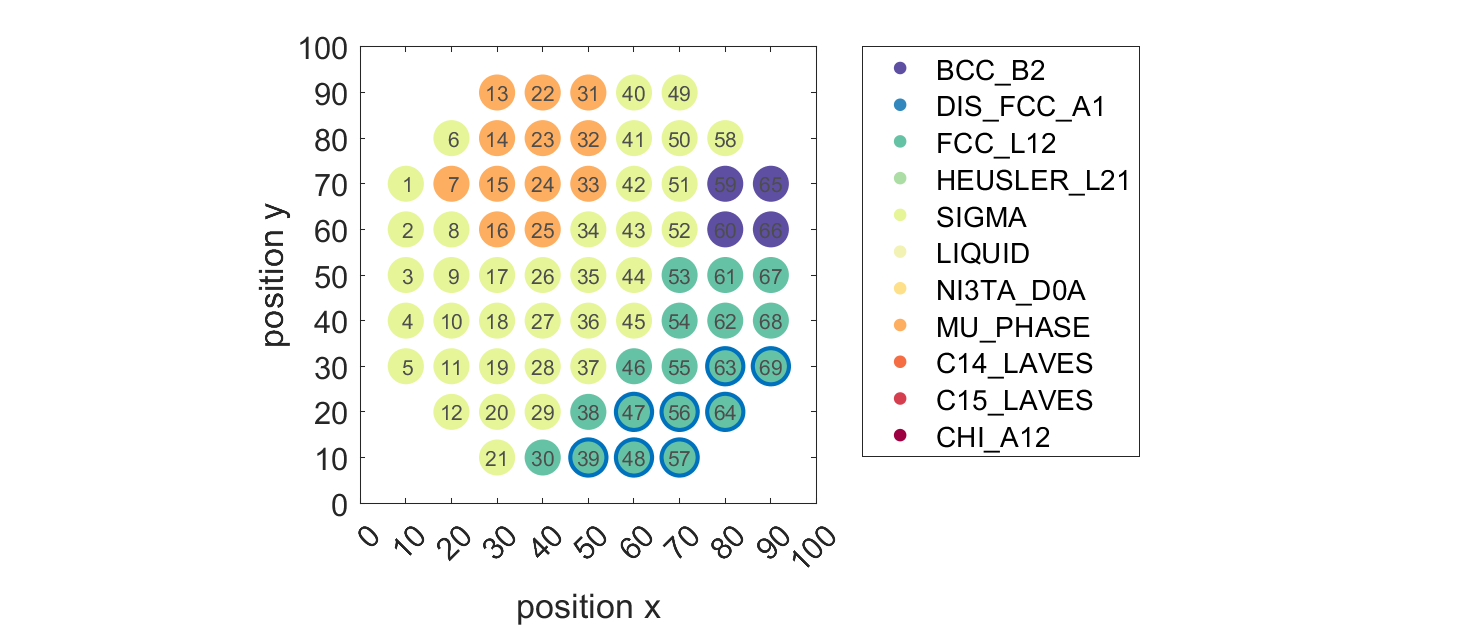 100
90
80
70
60
50
40
30
20
10
0
13 22 31 40 49
6 14 23 32 41 50 58
1 7 15 24 33 42 51 59 65
2 8 16 25 34 43 52 60 66
3 9 17 26 35 44 53 61 67
4 10 18 27 36 45 54 62 68
5 11 19 28 37 46 55 63 69
12 20 29 38 47 56 64
21 30 39 48 57
0 10 20 30 40 50 60 70 80 90 100
position x
position y
BCC_B2
DIS_FCC_A1
FCC_L12
HEUSLER_L21
SIGMA
LIQUID
NI3TA_D0A
MU_PHASE
C14_LAVES
C15_LAVES
CHI_A12